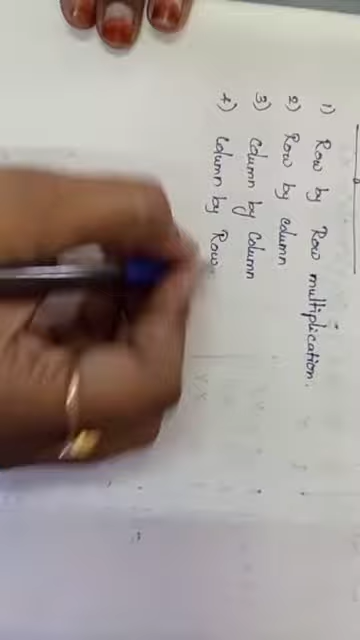 1) Row by Row multiplication.
2) Row by column
3) Column by Column
4) Column by Row